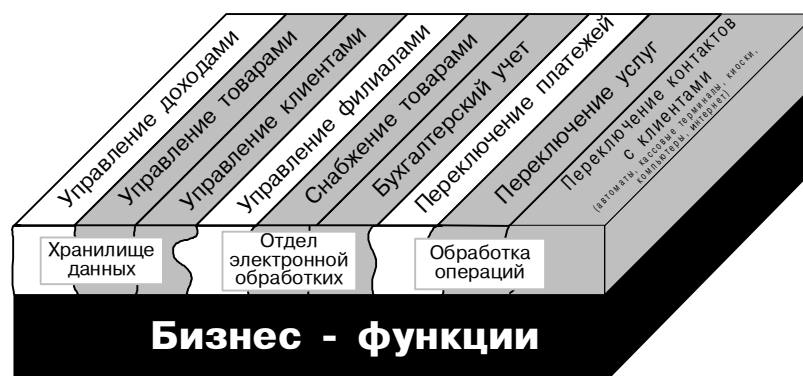 Управление доходами
Управление товарами
Управление клиентами
Управление филиалами
Снабжение товарами
Бухгалтерский учет
Переключение платежей
Переключение услуг
Переключение контактов
с клиентами
(автоматы, кассовые терминалы, киоски,
компьютеры, интернет)
Хранилище
данных
Отдел
электронной
обработких
Обработка
операций
Бизнес - функции